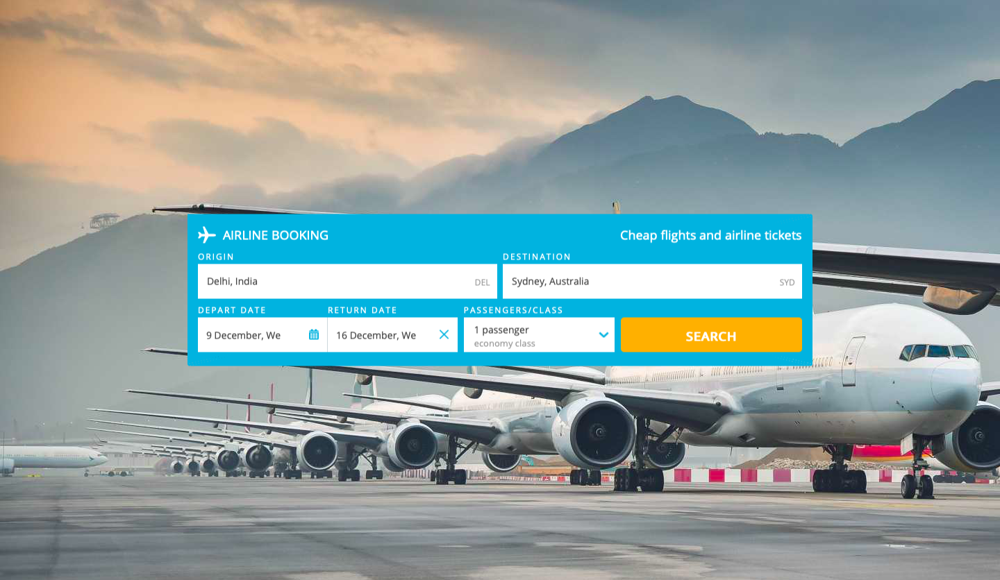 AIRLINE BOOKING
Cheap flights and airline tickets
ORIGIN
DESTINATION
Delhi, India
DEL
Sydney, Australia
SYD
DEPART DATE
RETURN DATE
PASSENGERS/CLASS
9 December, We
16 December, We
1 passenger
economy class
SEARCH